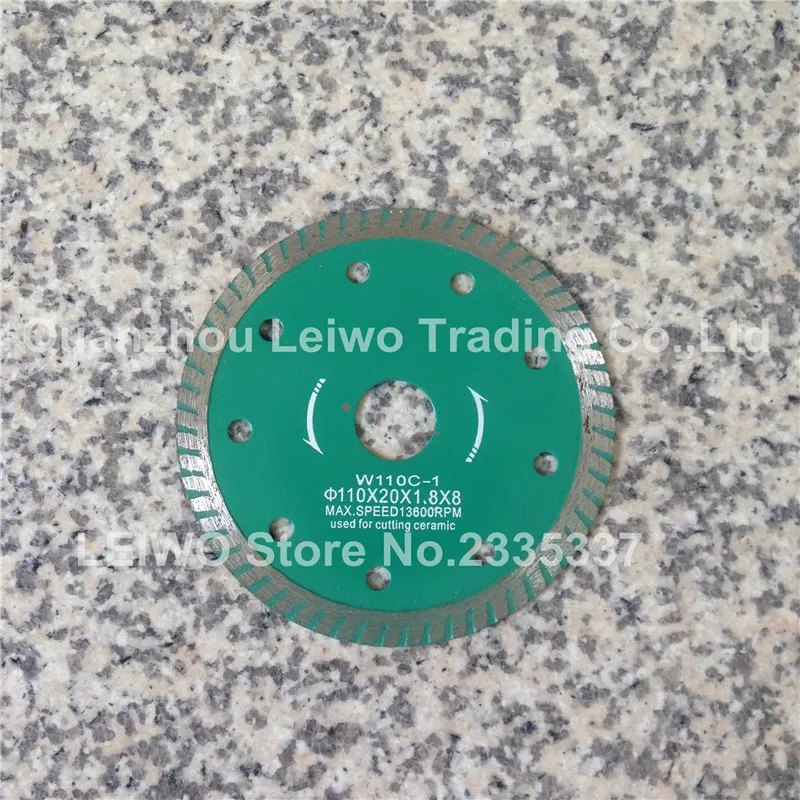 © Quanzhou Leiwo Trading Co.,Ltd
W110C-1
Φ110X20X1.8X8
MAX.SPEED13600RPM
used for cutting ceramic
LEIWO Store No.2335337